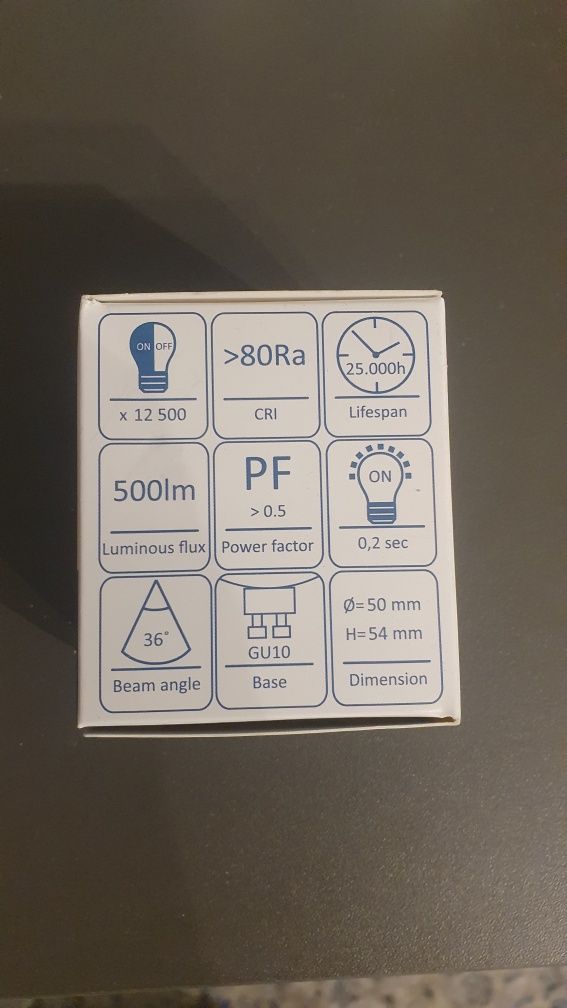 ON OFF
x 12 500
>80Ra
CRI
25.000h
Lifespan
500lm
Luminous flux
PF
> 0.5
Power factor
ON
0,2 sec
36°
Beam angle
GU10
Base
Ø= 50 mm
H= 54 mm
Dimension